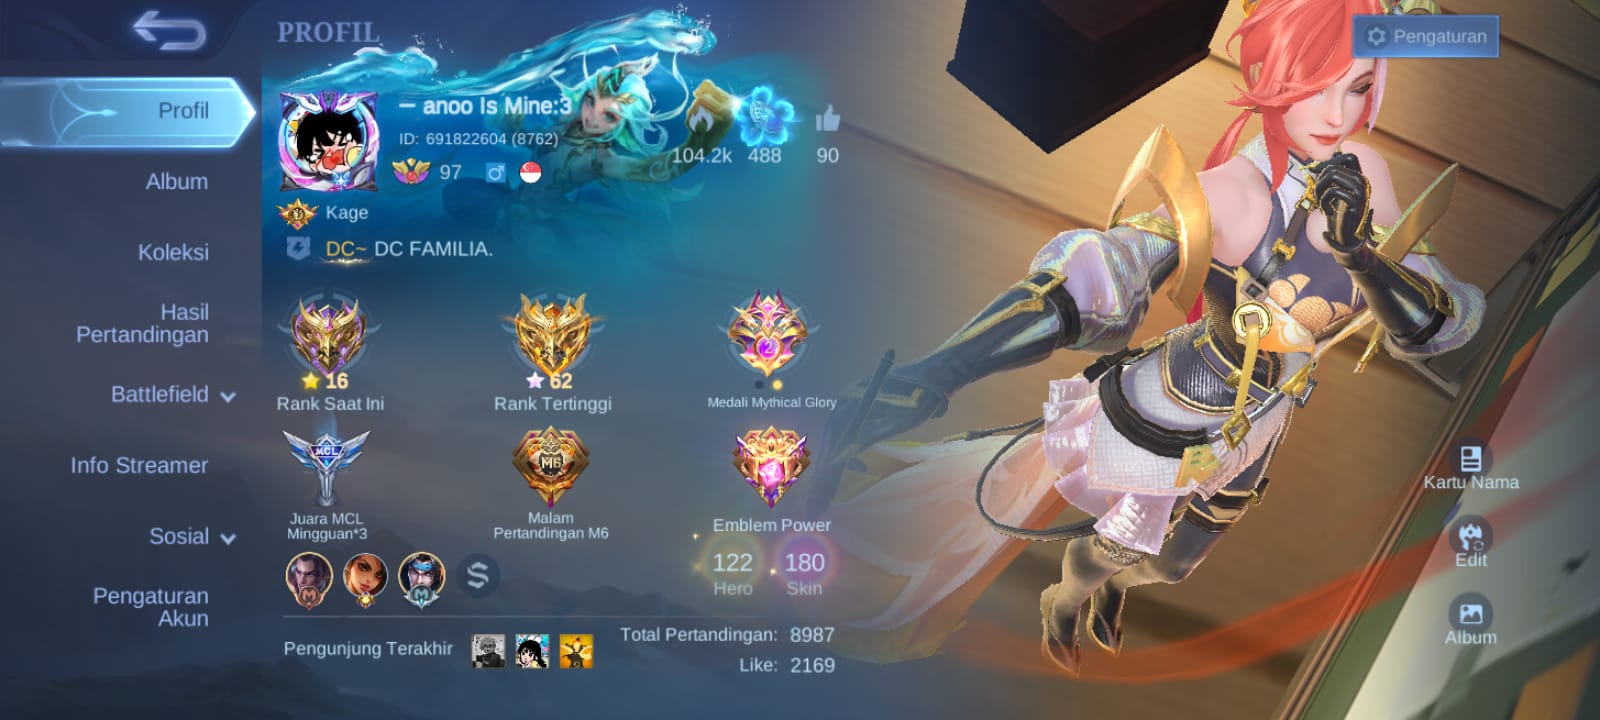 PROFIL
Pengaturan
Profil
Album
Koleksi
Hasil
Pertandingan
Battlefield
Info Streamer
Sosial
Pengaturan
Akun
— anoo Is Mine:3
ID: 691822604 (8762)
97
104.2k 488 90
Kage
DC~ DC FAMILIA.
16
Rank Saat Ini
62
Rank Tertinggi
2
Medali Mythical Glory
MCL
Juara MCL
Mingguan*3
M6
Malam
Pertandingan M6
Emblem Power
122
Hero
180
Skin
Pengunjung Terakhir
Total Pertandingan: 8987
Like: 2169
Kartu Nama
Edit
Album